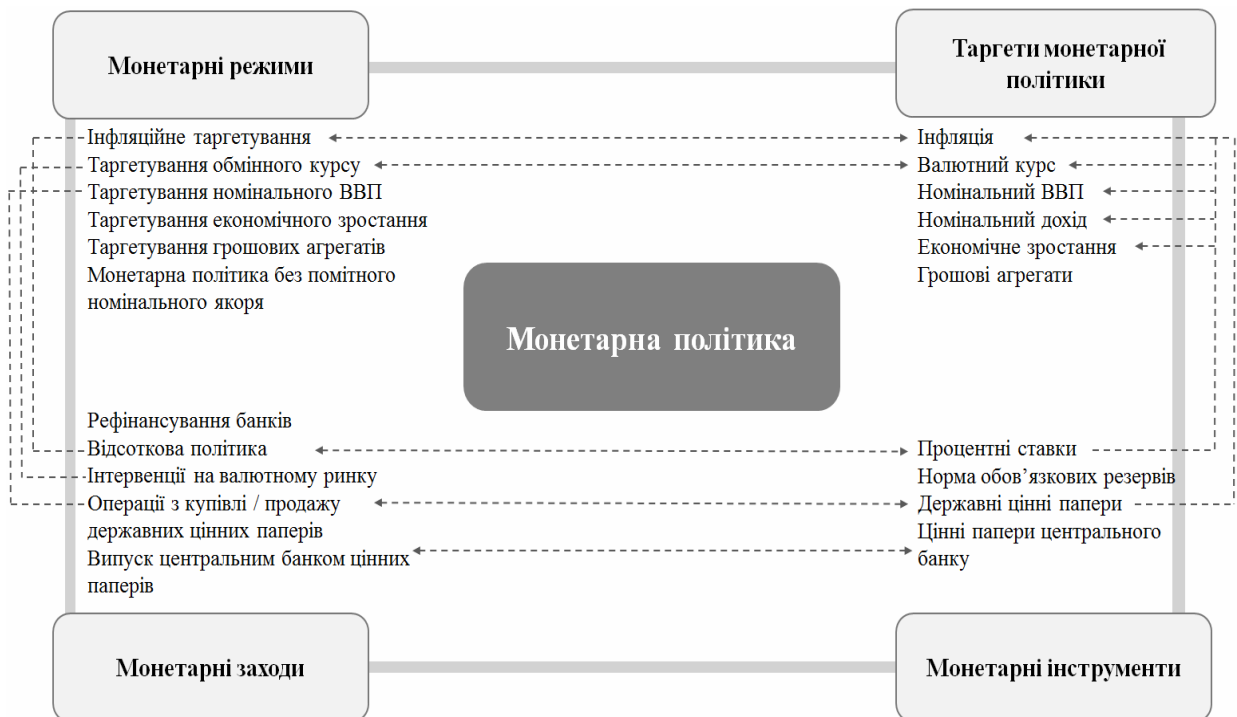 Монетарні режими
Таргети монетарної
політики
Інфляційне таргетування
Таргетування обмінного курсу
Таргетування номінального ВВП
Таргетування економічного зростання
Таргетування грошових агрегатів
Монетарна політика без помітного
номінального якоря
Інфляція
Валютний курс
Номінальний ВВП
Номінальний дохід
Економічне зростання
Грошові агрегати
Монетарна політика
Рефінансування банків
Відсоткова політика
Інтервенції на валютному ринку
Операції з купівлі / продажу
державних цінних паперів
Випуск центральним банком цінних
паперів
Процентні ставки
Норма обов’язкових резервів
Державні цінні папери
Цінні папери центрального
банку
Монетарні заходи
Монетарні інструменти